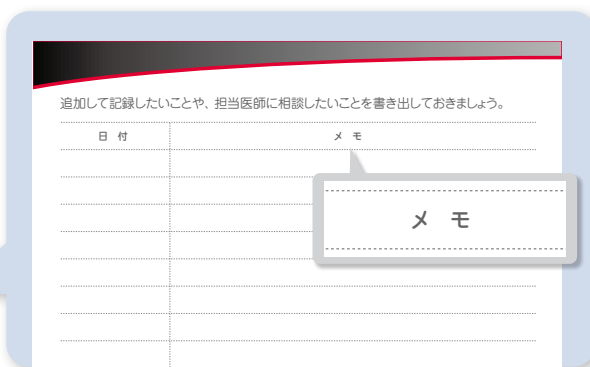 追加して記録したいことや、担当医師に相談したいことを書き出しておきましょう。
日 付　メ モ
メ モ